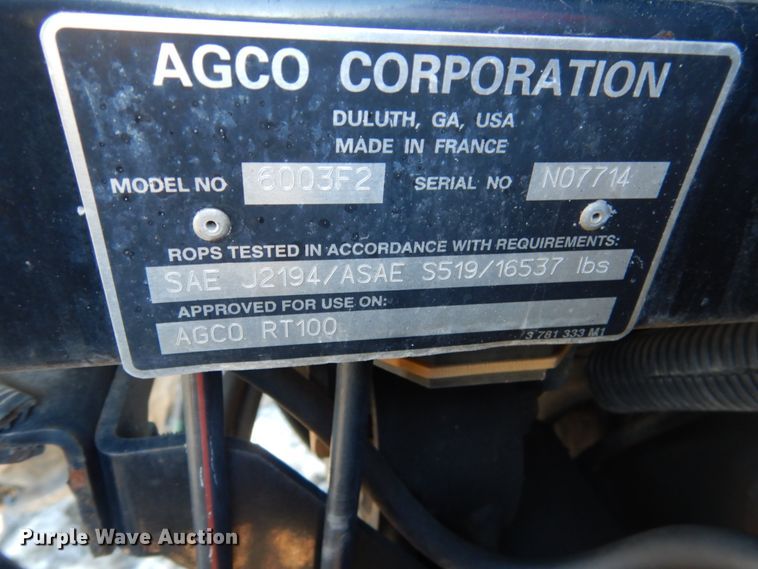 AGCO CORPORATION
DULUTH, GA, USA
MADE IN FRANCE
MODEL NO 6003F2 SERIAL NO N07714
ROPS TESTED IN ACCORDANCE WITH REQUIREMENTS:
SAE J2194/ASAE S519/16537 lbs
APPROVED FOR USE ON:
AGCO RT100
3 781 333 M1
Purple Wave Auction